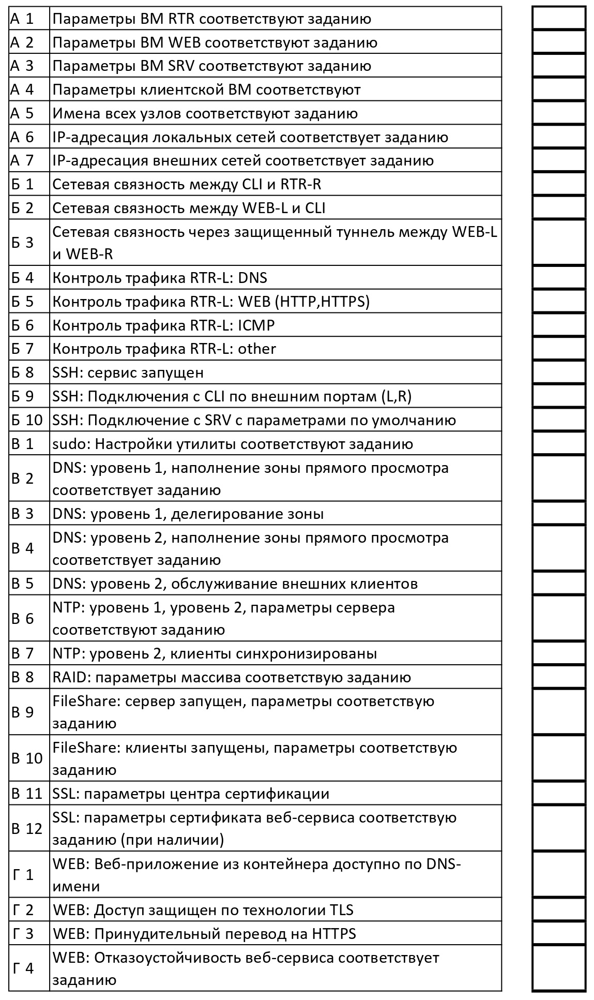 А 1 Параметры ВМ RTR соответствуют заданию
А 2 Параметры ВМ WEB соответствуют заданию
А 3 Параметры ВМ SRV соответствуют заданию
А 4 Параметры клиентской ВМ соответствуют
А 5 Имена всех узлов соответствуют заданию
А 6 IP-адресация локальных сетей соответствует заданию
А 7 IP-адресация внешних сетей соответствует заданию
Б 1 Сетевая связность между CLI и RTR-R
Б 2 Сетевая связность между WEB-L и CLI
Б 3 Сетевая связность через защищенный туннель между WEB-L
и WEB-R
Б 4 Контроль трафика RTR-L: DNS
Б 5 Контроль трафика RTR-L: WEB (HTTP,HTTPS)
Б 6 Контроль трафика RTR-L: ICMP
Б 7 Контроль трафика RTR-L: other
Б 8 SSH: сервис запущен
Б 9 SSH: Подключения с CLI по внешним портам (L,R)
Б 10 SSH: Подключение с SRV с параметрами по умолчанию
В 1 sudo: Настройки утилиты соответствуют заданию
В 2 DNS: уровень 1, наполнение зоны прямого просмотра
соответствует заданию
В 3 DNS: уровень 1, делегирование зоны
В 4 DNS: уровень 2, наполнение зоны прямого просмотра
соответствует заданию
В 5 DNS: уровень 2, обслуживание внешних клиентов
В 6 NTP: уровень 1, уровень 2, параметры сервера
соответствуют заданию
В 7 NTP: уровень 2, клиенты синхронизированы
В 8 RAID: параметры массива соответствую заданию
В 9 FileShare: сервер запущен, параметры соответствую
заданию
В 10 FileShare: клиенты запущены, параметры соответствую
заданию
В 11 SSL: параметры центра сертификации
В 12 SSL: параметры сертификата веб-сервиса соответствую
заданию (при наличии)
Г 1 WEB: Веб-приложение из контейнера доступно по DNS-
имени
Г 2 WEB: Доступ защищен по технологии TLS
Г 3 WEB: Принудительный перевод на HTTPS
Г 4 WEB: Отказоустойчивость веб-сервиса соответствует
заданию